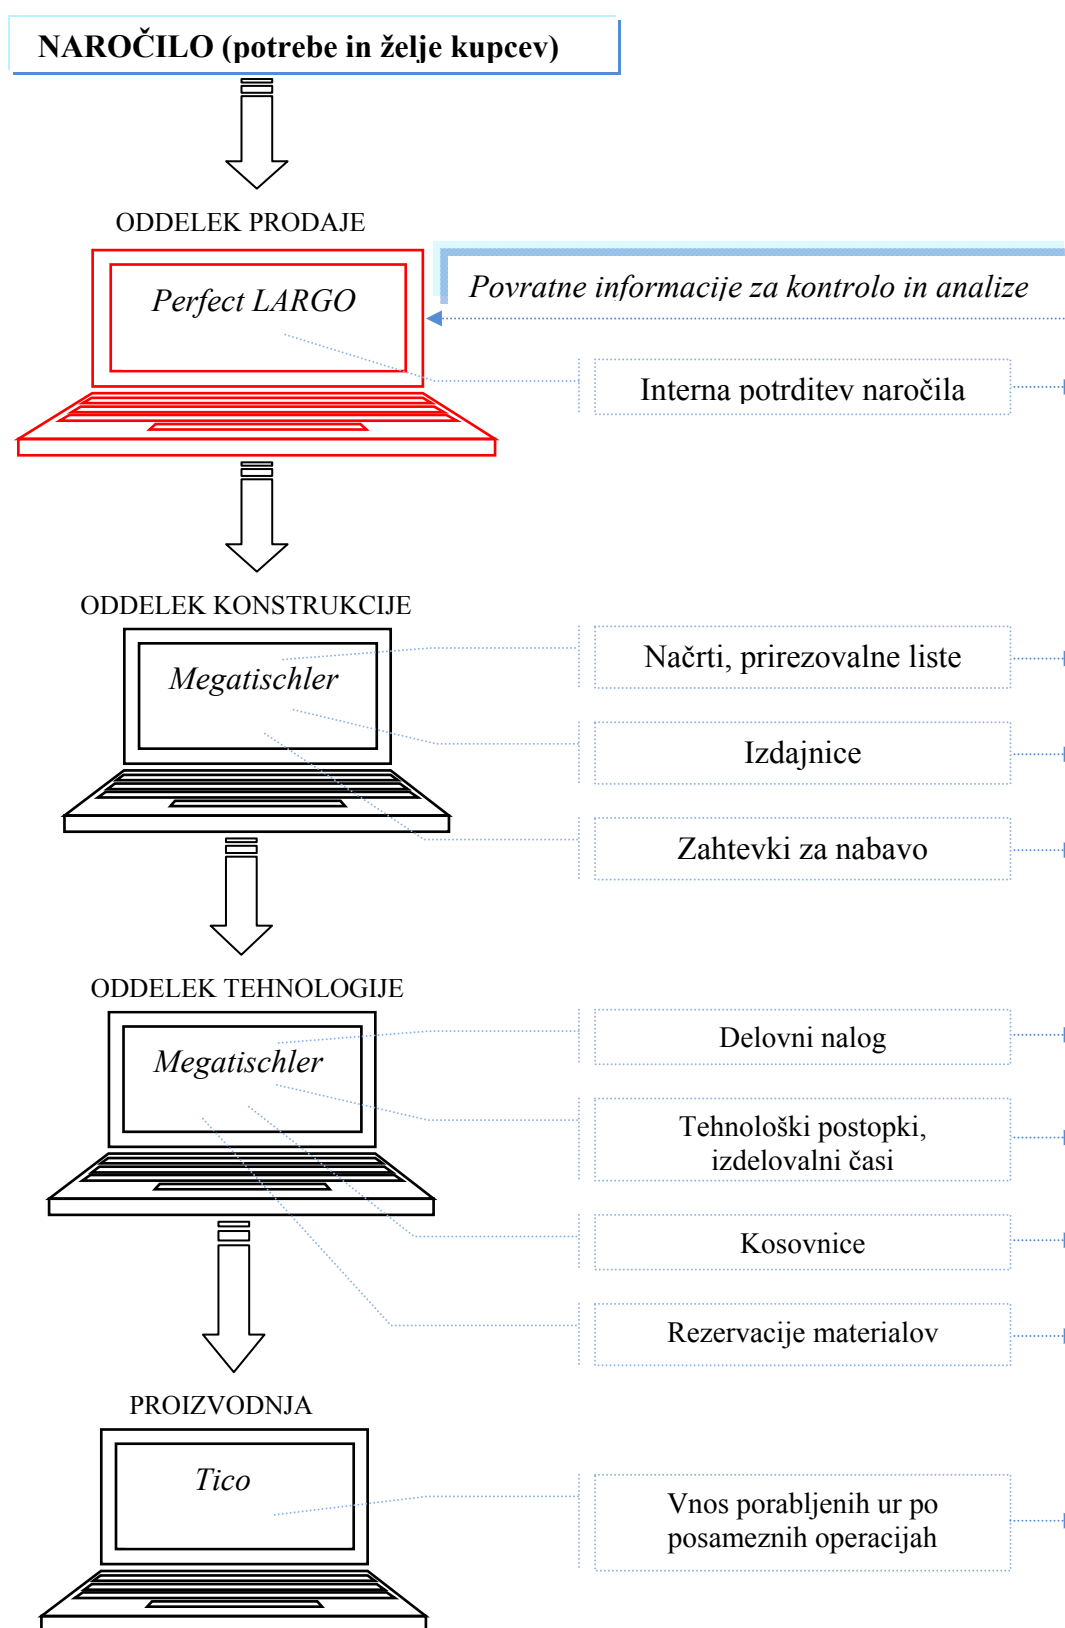 NAROČILO (potrebe in želje kupcev)
ODDELEK PRODAJE
Perfect LARGO
Povratne informacije za kontrolo in analize
Interna potrditev naročila
ODDELEK KONSTRUKCIJE
Megatischler
Načrti, prirezovalne liste
Izdajnice
Zahtevki za nabavo
ODDELEK TEHNOLOGIJE
Megatischler
Delovni nalog
Tehnološki postopki,
izdelovalni časi
Kosovnice
Rezervacije materialov
PROIZVODNJA
Tico
Vnos porabljenih ur po
posameznih operacijah